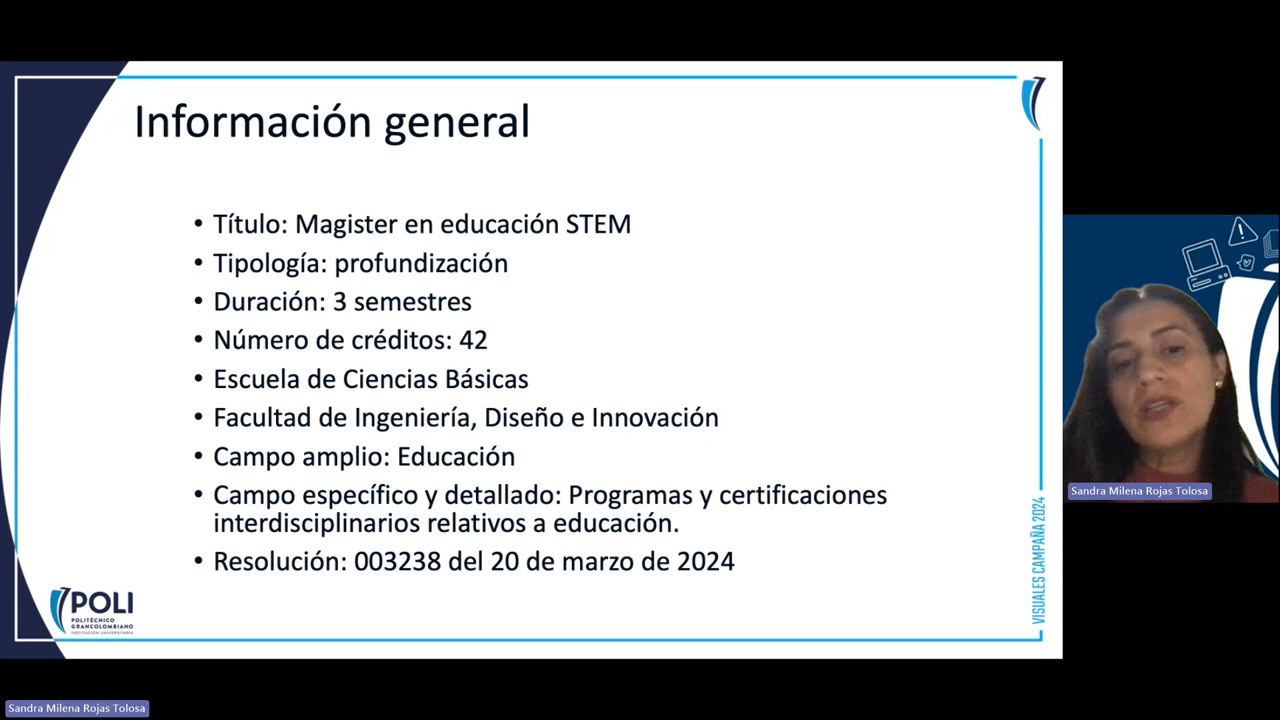 Información general
• Título: Magister en educación STEM
• Tipología: profundización
• Duración: 3 semestres
• Número de créditos: 42
• Escuela de Ciencias Básicas
• Facultad de Ingeniería, Diseño e Innovación
• Campo amplio: Educación
• Campo específico y detallado: Programas y certificaciones
interdisciplinarios relativos a educación.
• Resolución: 003238 del 20 de marzo de 2024
POLI
POLITÉCNICO
GRANCOLOMBIANO
INSTITUCIÓN UNIVERSITARIA
VISUALES CAMPAÑA 2024
Sandra Milena Rojas Tolosa
Sandra Milena Rojas Tolosa